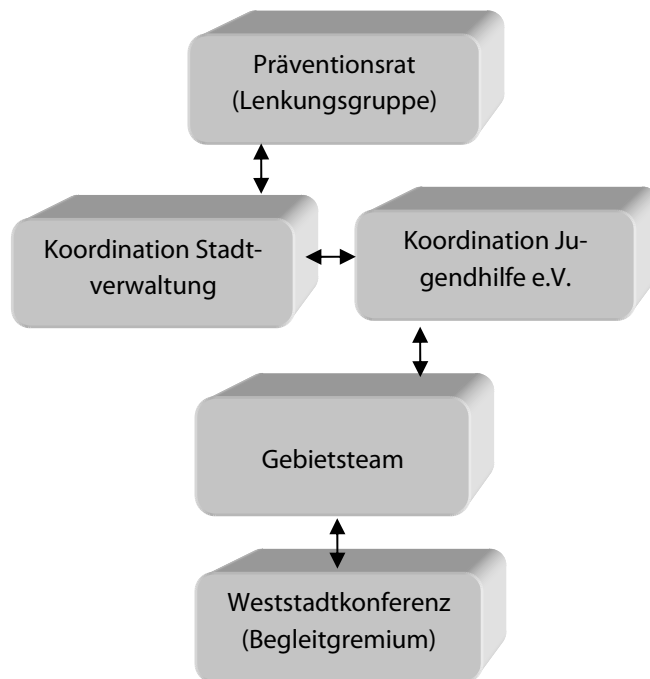 Präventionsrat
(Lenkungsgruppe)
Koordination Stadt-
verwaltung
Koordination Ju-
gendhilfe e.V.
Gebietsteam
Weststadtkonferenz
(Begleitgremium)